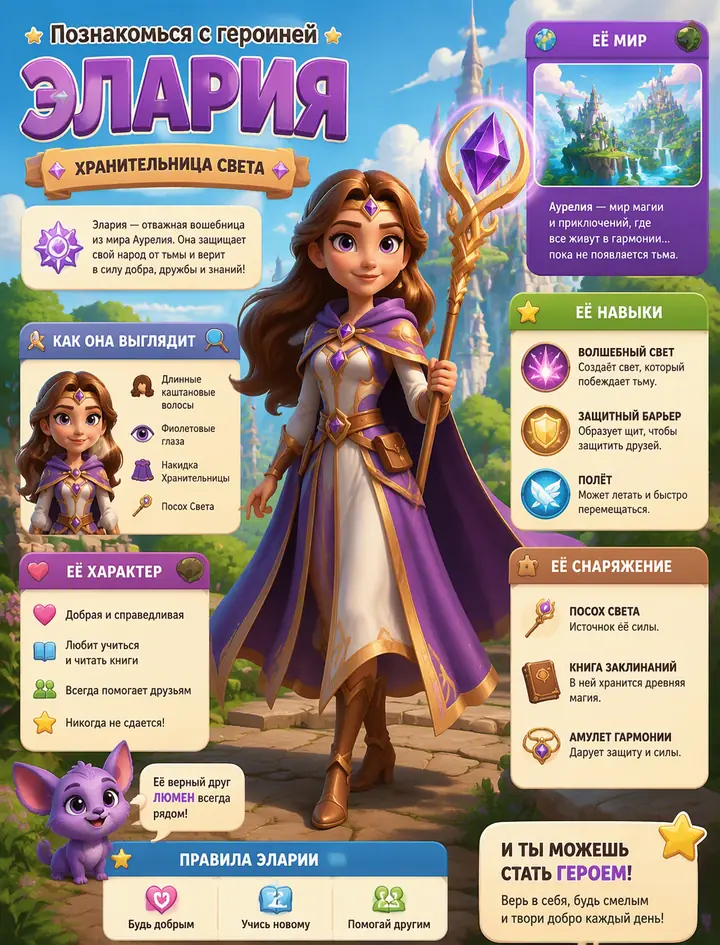 Познакомься с героиней
ЭЛАРИЯ
ХРАНИТЕЛЬНИЦА СВЕТА
Элария — отважная вошебница
из мира Аурелия. Она защищает
свой народ от тьмы и верит
в силу добра, дружбы и знаний!
КАК ОНА ВЫГЛЯДИТ
Длинные
каштановые
волосы
Фиолетовые
глаза
Накидка
Хранительницы
Посох Света
ЕЁ ХАРАКТЕР
Добрая и справедливая
Любит учиться
и читать книги
Всегда помогает друзьям
Никогда не сдается!
Её верный друг
ЛЮМЕН всегда
рядом!
ПРАВИЛА ЭЛАРИИ
Будь добрым
Учись новому
Помогай другим
ЕЁ МИР
Аурелия — мир магии
и приключений, где
все живут в гармонии...
пока не появляется тьма.
ЕЁ НАВЫКИ
ВОЛШЕБНЫЙ СВЕТ
Создаёт свет, который
побеждает тьму.
ЗАЩИТНЫЙ БАРЬЕР
Образует щит, чтобы
защитить друзей.
ПОЛЁТ
Может летать и быстро
перемещаться.
ЕЁ СНАРЯЖЕНИЕ
ПОСОХ СВЕТА
Источнок ёё силы.
КНИГА ЗАКЛИНАНИЙ
В ней хранится древняя
магия.
АМУЛЕТ ГАРМОНИИ
Дарует защиту и силы.
И ТЫ МОЖЕШЬ
СТАТЬ ГЕРОЕМ!
Верь в себя, будь смелым
и твори добро каждый день!